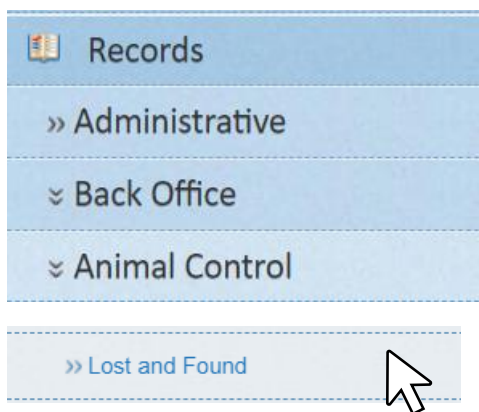 Records
» Administrative
Back Office
Animal Control
» Lost and Found